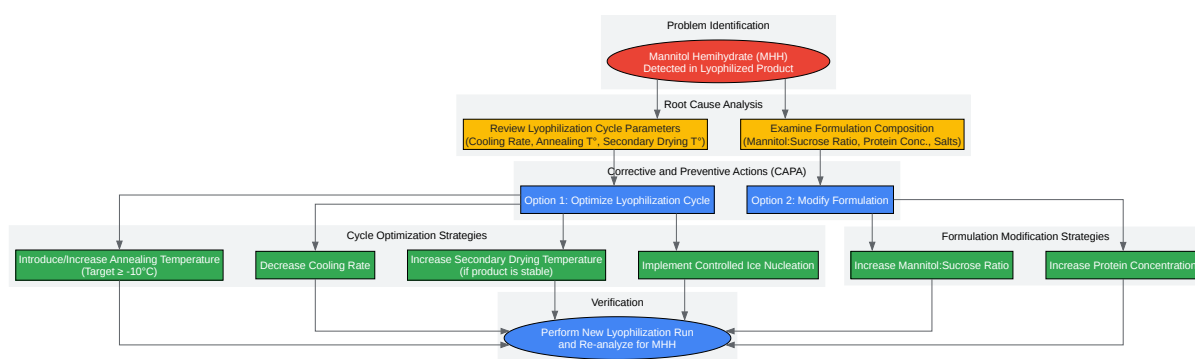 Problem Identification
Mannitol Hemihydrate (MHH)
Detected in Lyophilized Product
Root Cause Analysis
Review Lyophilization Cycle Parameters
(Cooling Rate, Annealing T°, Secondary Drying T°)
Examine Formulation Composition
(Mannitol:Sucrose Ratio, Protein Conc., Salts)
Corrective and Preventive Actions (CAPA)
Option 1: Optimize Lyophilization Cycle
Option 2: Modify Formulation
Cycle Optimization Strategies
Formulation Modification Strategies
Introduce/Increase Annealing Temperature
(Target ≥ -10°C)
Decrease Cooling Rate
Increase Secondary Drying Temperature
(if product is stable)
Implement Controlled Ice Nucleation
Increase Mannitol:Sucrose Ratio
Increase Protein Concentration
Verification
Perform New Lyophilization Run
and Re-analyze for MHH